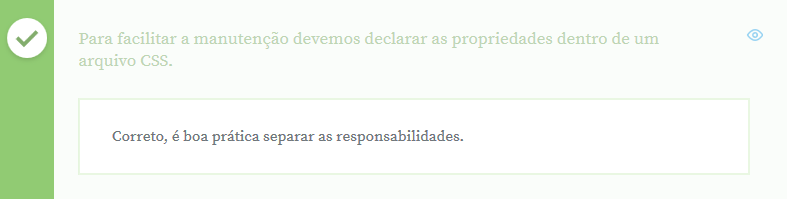 Para facilitar a manutenção devemos declarar as propriedades dentro de um
arquivo CSS.
Correto, é boa prática separar as responsabilidades.